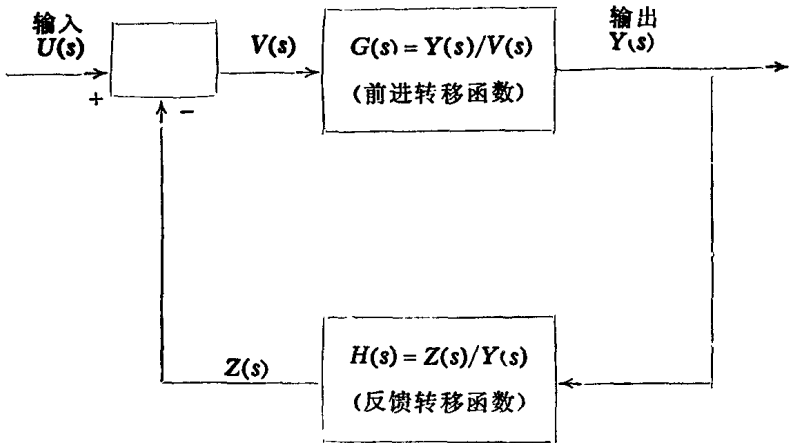 输入
U(s)
+
−
V(s)
G(s) = Y(s)/V(s)
(前进转移函数)
输出
Y(s)
Z(s)
H(s) = Z(s)/Y(s)
(反馈转移函数)